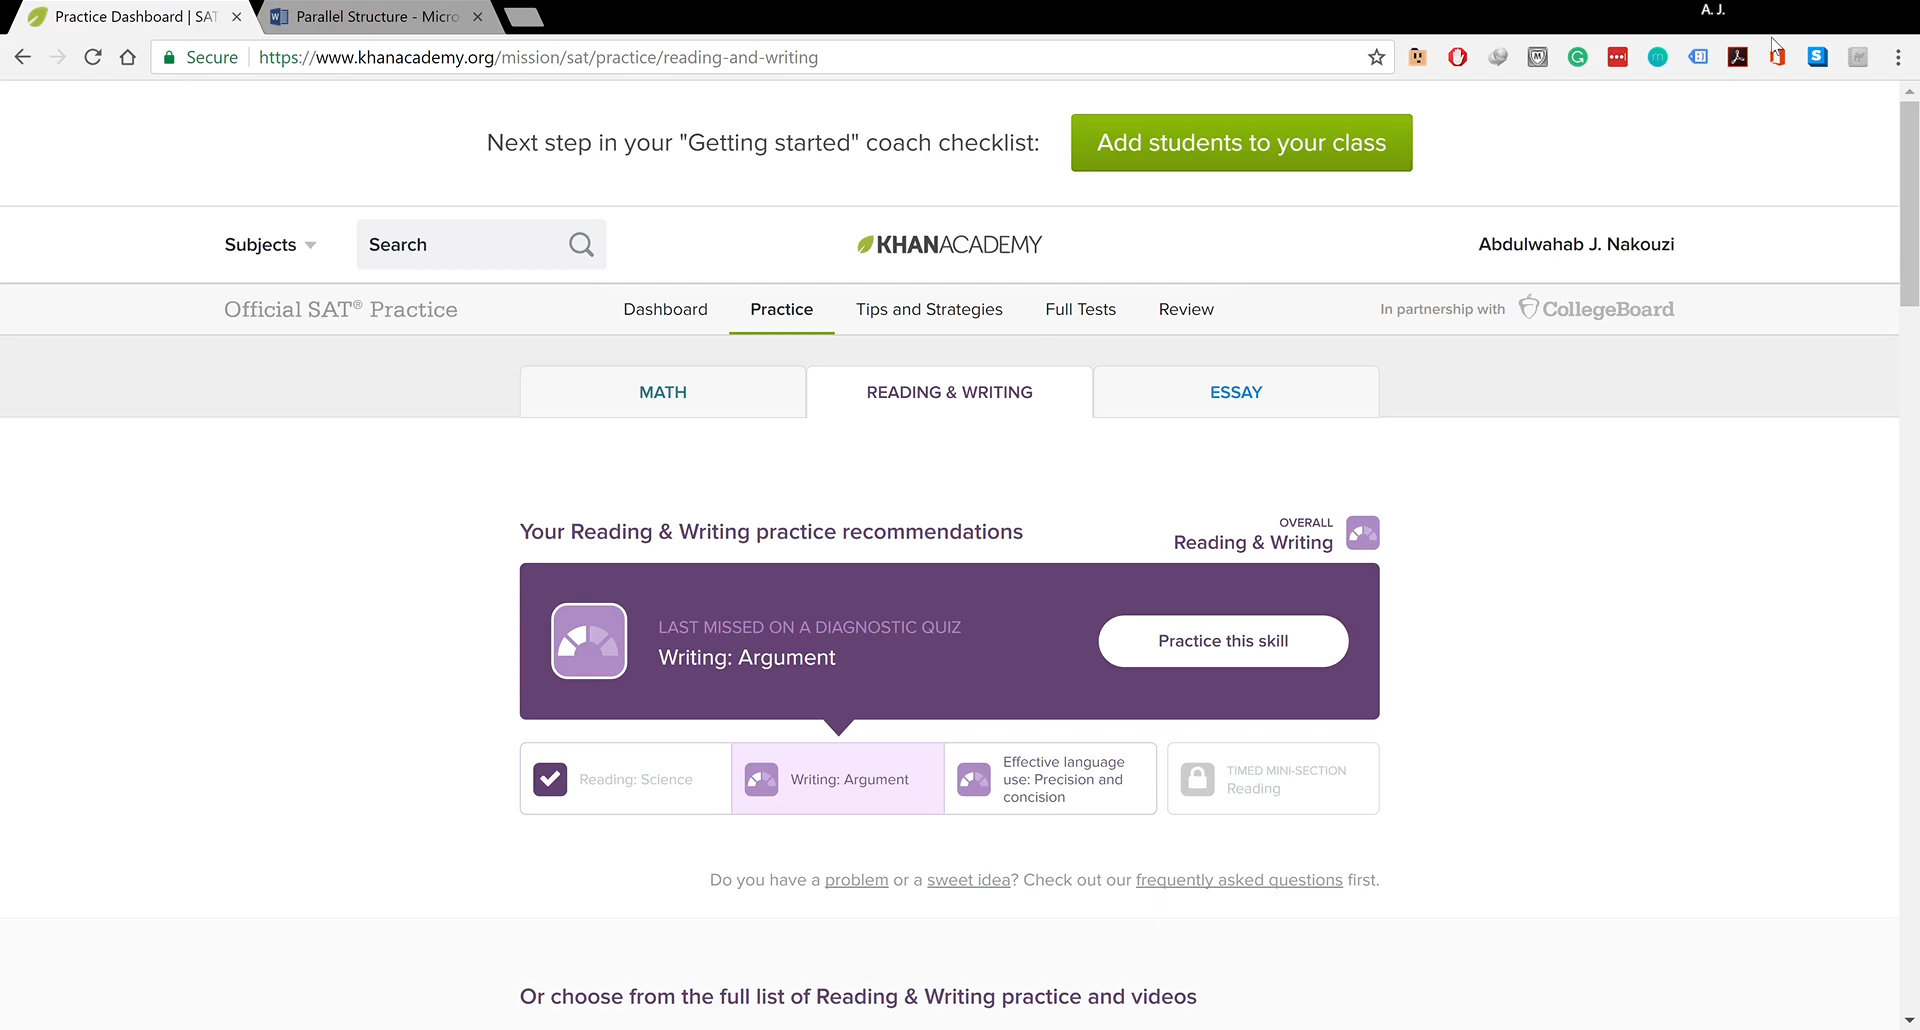 A. J.
Practice Dashboard | SAT
Parallel Structure - Micro
Secure
https://www.khanacademy.org/mission/sat/practice/reading-and-writing
Next step in your "Getting started" coach checklist:
Add students to your class
Subjects
Search
KHANACADEMY
Abdulwahab J. Nakouzi
Official SAT® Practice
Dashboard
Practice
Tips and Strategies
Full Tests
Review
In partnership with
CollegeBoard
MATH
READING & WRITING
ESSAY
Your Reading & Writing practice recommendations
OVERALL
Reading & Writing
LAST MISSED ON A DIAGNOSTIC QUIZ
Writing: Argument
Practice this skill
Reading: Science
Writing: Argument
Effective language
use: Precision and
concision
TIMED MINI-SECTION
Reading
Do you have a problem or a sweet idea? Check out our frequently asked questions first.
Or choose from the full list of Reading & Writing practice and videos